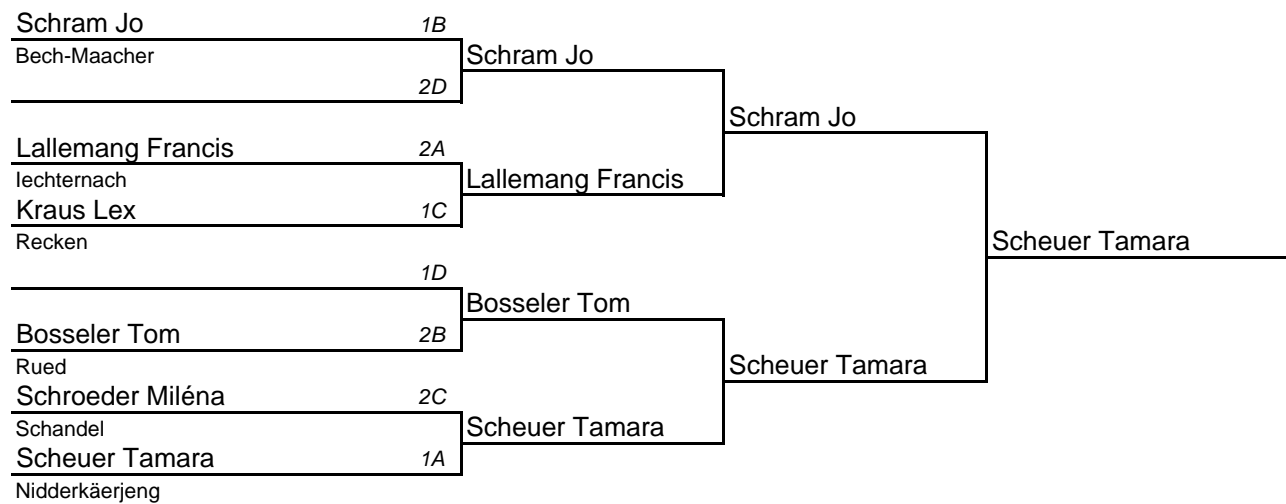 Schram Jo 1B
Bech-Maacher
Schram Jo
2D
Schram Jo
Lallemang Francis 2A
Iechternach
Lallemang Francis
Kraus Lex 1C
Recken
Scheuer Tamara
1D
Bosseler Tom
Bosseler Tom 2B
Rued
Scheuer Tamara
Schroeder Miléna 2C
Schandel
Scheuer Tamara
Scheuer Tamara 1A
Nidderkäerjeng